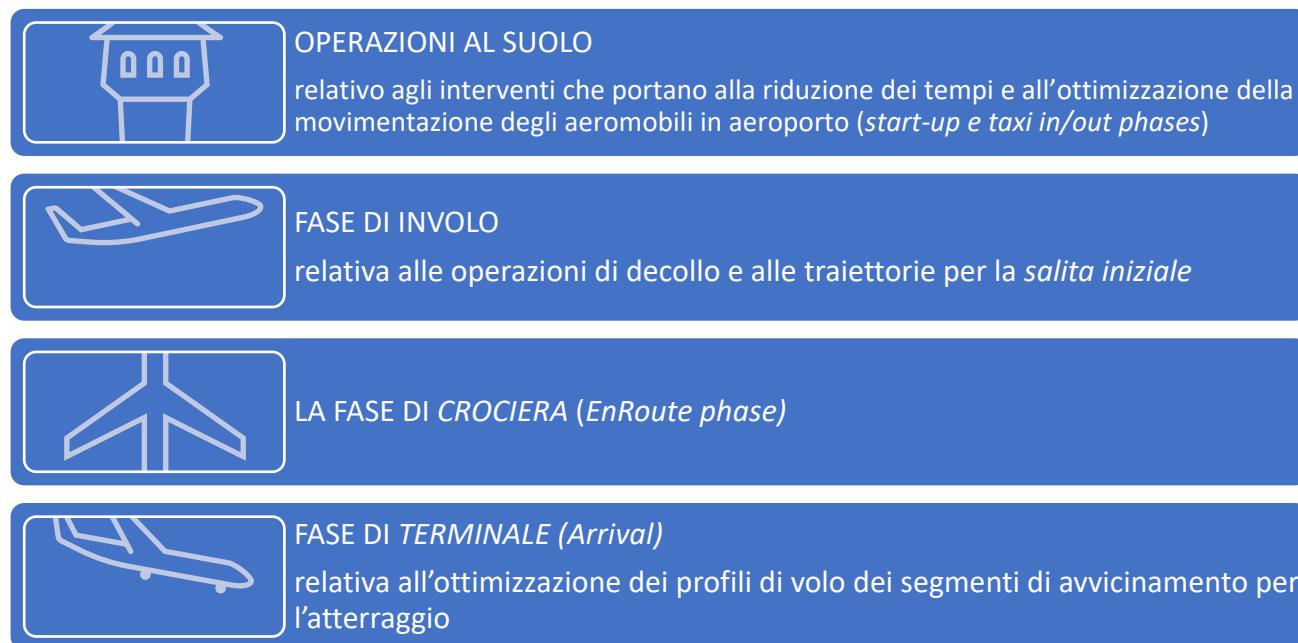 OPERAZIONI AL SUOLO
relativo agli interventi che portano alla riduzione dei tempi e all’ottimizzazione della
movimentazione degli aeromobili in aeroporto (start-up e taxi in/out phases)
FASE DI INVOLO
relativa alle operazioni di decollo e alle traiettorie per la salita iniziale
LA FASE DI CROCIERA (EnRoute phase)
FASE DI TERMINALE (Arrival)
relativa all’ottimizzazione dei profili di volo dei segmenti di avvicinamento per
l’atterraggio